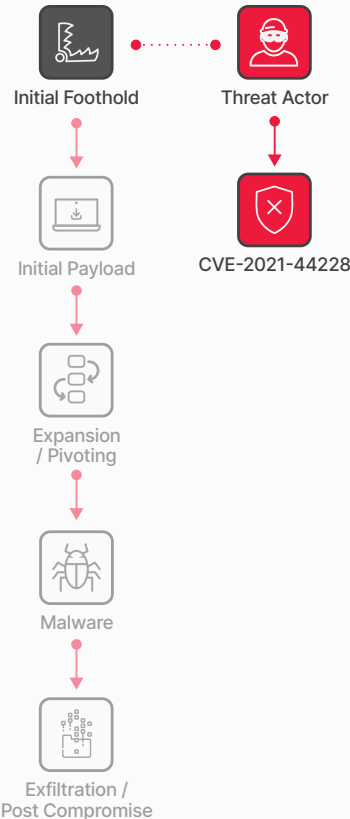 Initial Foothold
Threat Actor
Initial Payload
CVE-2021-44228
Expansion
/ Pivoting
Malware
Exfiltration /
Post Compromise